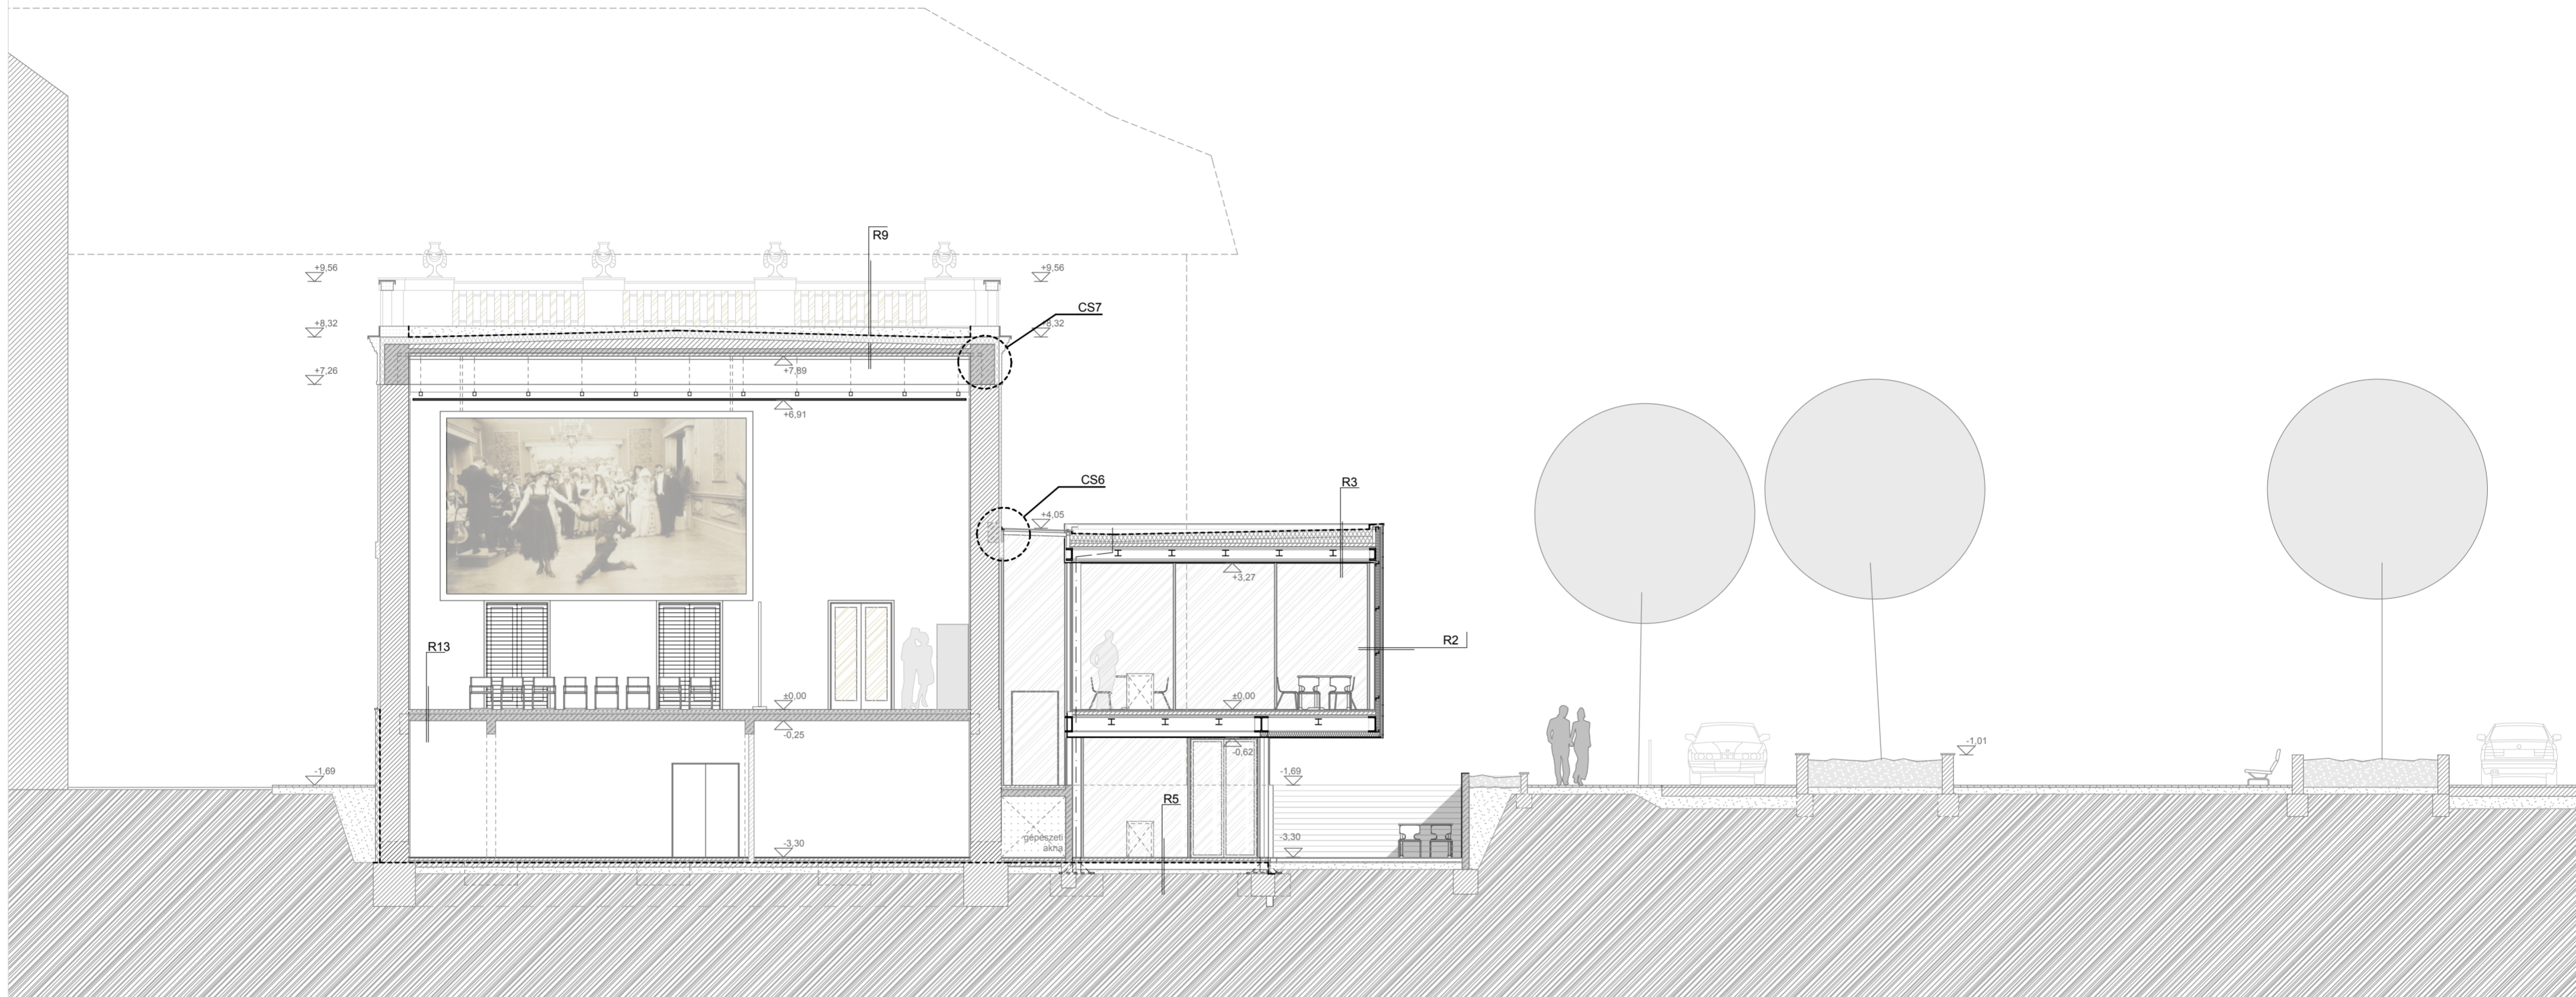 R9
+9,56
+9,56
CS7
+8,32
+8,32
+7,26
+7,89
+6,91
CS6
R3
+4,05
+3,27
R2
R13
±0,00
±0,00
-0,25
-0,62
-1,01
-1,69
-1,69
R5
-3,30
-3,30
gépészeti
akna